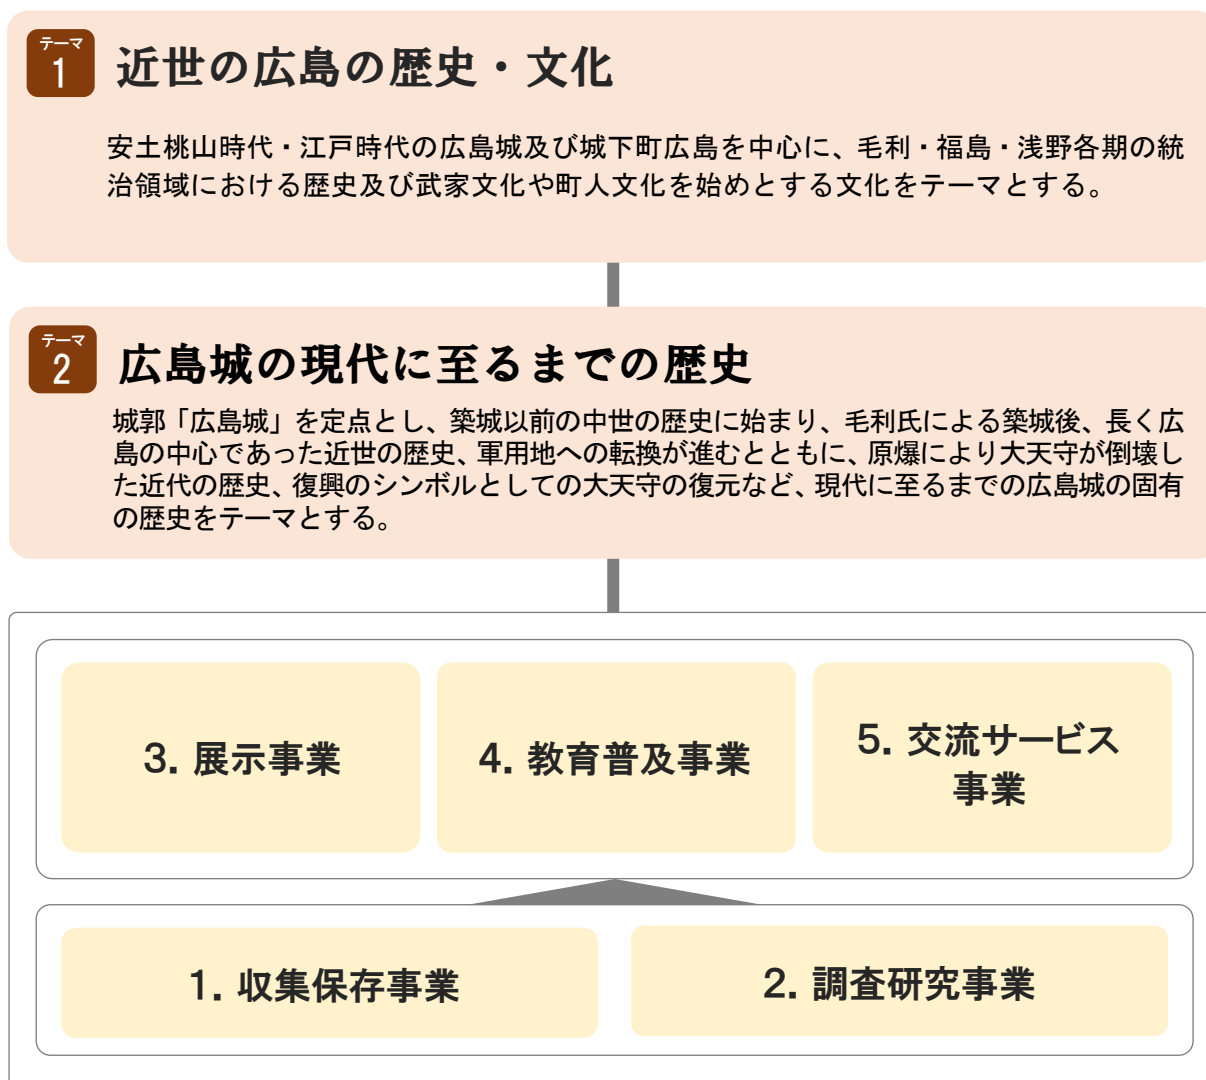 テーマ
1
近世の広島の歴史・文化
安土桃山時代・江戸時代の広島城及び城下町広島を中心に、毛利・福島・浅野各期の統
治領域における歴史及び武家文化や町人文化を始めとする文化をテーマとする。
テーマ
2
広島城の現代に至るまでの歴史
城郭「広島城」を定点とし、築城以前の中世の歴史に始まり、毛利氏による築城後、長く広
島の中心であった近世の歴史、軍用地への転換が進むとともに、原爆により大天守が倒壊し
た近代の歴史、復興のシンボルとしての大天守の復元など、現代に至るまでの広島城の固有
の歴史をテーマとする。
3. 展示事業
4. 教育普及事業
5. 交流サービス
事業
1. 収集保存事業
2. 調査研究事業